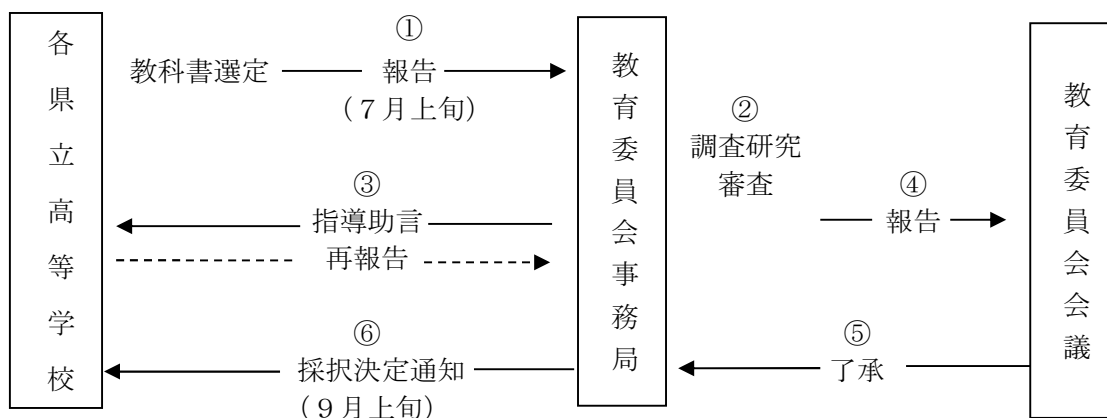 各県立高等学校
①
教科書選定
報告
(7月上旬)
③
指導助言
再報告
⑥
採択決定通知
(9月上旬)
教育委員会事務局
②
調査研究
審査
④
報告
⑤
了承
教育委員会会議